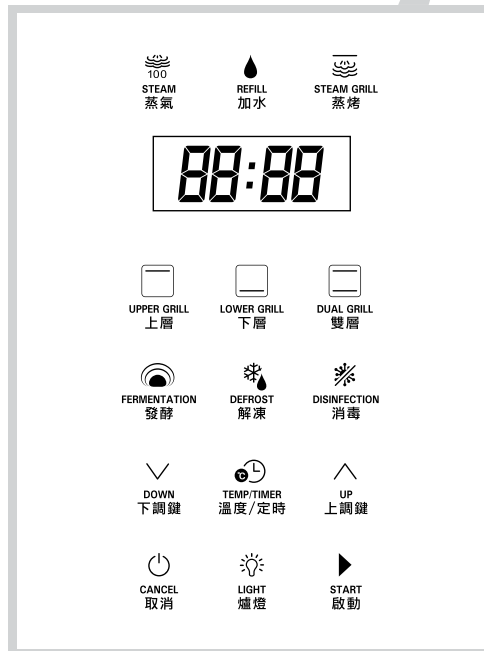 100
STEAM REFILL STEAM GRILL
蒸氣 加水 蒸烤
88:88
UPPER GRILL LOWER GRILL DUAL GRILL
上層 下層 雙層
FERMENTATION DEFROST DISINFECTION
發酵 解凍 消毒
℃
DOWN TEMP/TIMER UP
下調鍵 溫度/定時 上調鍵
CANCEL LIGHT START
取消 爐燈 啟動